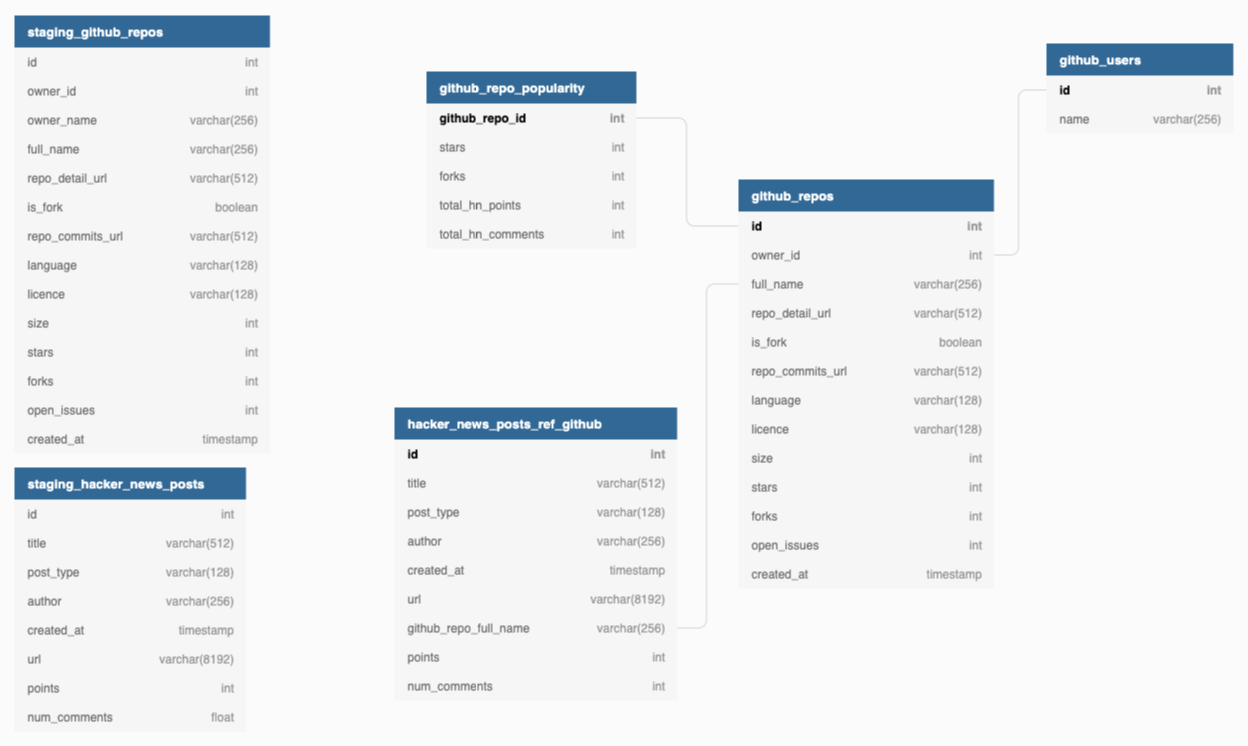 staging_github_repos
id int
owner_id int
owner_name varchar(256)
full_name varchar(256)
repo_detail_url varchar(512)
is_fork boolean
repo_commits_url varchar(512)
language varchar(128)
licence varchar(128)
size int
stars int
forks int
open_issues int
created_at timestamp
staging_hacker_news_posts
id int
title varchar(512)
post_type varchar(128)
author varchar(256)
created_at timestamp
url varchar(8192)
points int
num_comments float
github_repo_popularity
github_repo_id int
stars int
forks int
total_hn_points int
total_hn_comments int
hacker_news_posts_ref_github
id int
title varchar(512)
post_type varchar(128)
author varchar(256)
created_at timestamp
url varchar(8192)
github_repo_full_name varchar(256)
points int
num_comments int
github_repos
id int
owner_id int
full_name varchar(256)
repo_detail_url varchar(512)
is_fork boolean
repo_commits_url varchar(512)
language varchar(128)
licence varchar(128)
size int
stars int
forks int
open_issues int
created_at timestamp
github_users
id int
name varchar(256)